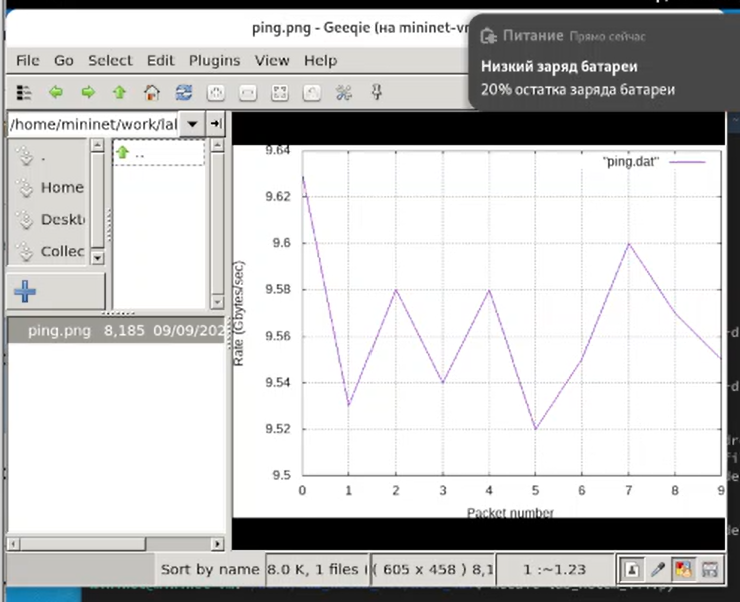 ping.png - Geeqie (на mininet-vm
Питание Прямо сейчас
Низкий заряд батареи
20% остатка заряда батареи
File Go Select Edit Plugins View Help
/home/mininet/work/lal
.
Home
Deskt
Collec
..
ping.png 8,185 09/09/202
"ping.dat"
9.64
9.62
9.6
9.58
9.56
9.54
9.52
9.5
Rate (Gbytes/sec)
0 1 2 3 4 5 6 7 8 9
Packet number
Sort by name 8.0 K, 1 files ( 605 x 458 ) 8,1 1 :~1.23